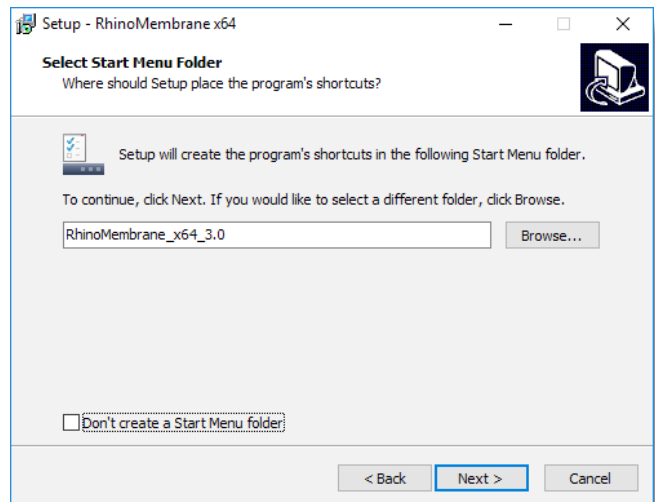 Setup - RhinoMembrane x64
Select Start Menu Folder
Where should Setup place the program's shortcuts?
Setup will create the program's shortcuts in the following Start Menu folder.
To continue, click Next. If you would like to select a different folder, click Browse.
RhinoMembrane_x64_3.0
Browse...
Don't create a Start Menu folder
< Back
Next >
Cancel